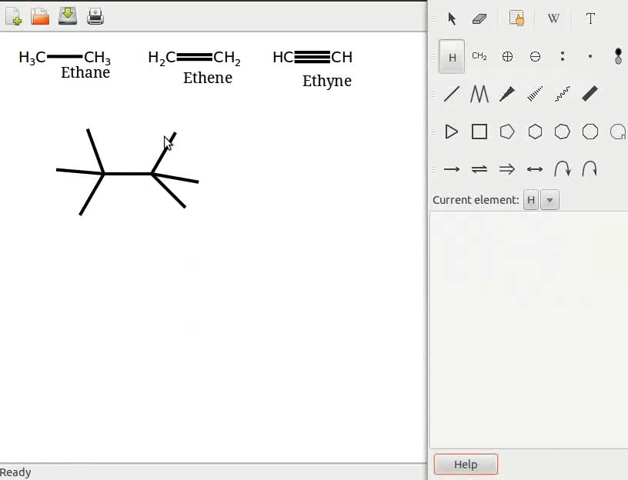 W T
H CH2
H3C CH3 H2C CH2 HC CH
Ethane Ethene Ethyne
Current element: H
Help
Ready